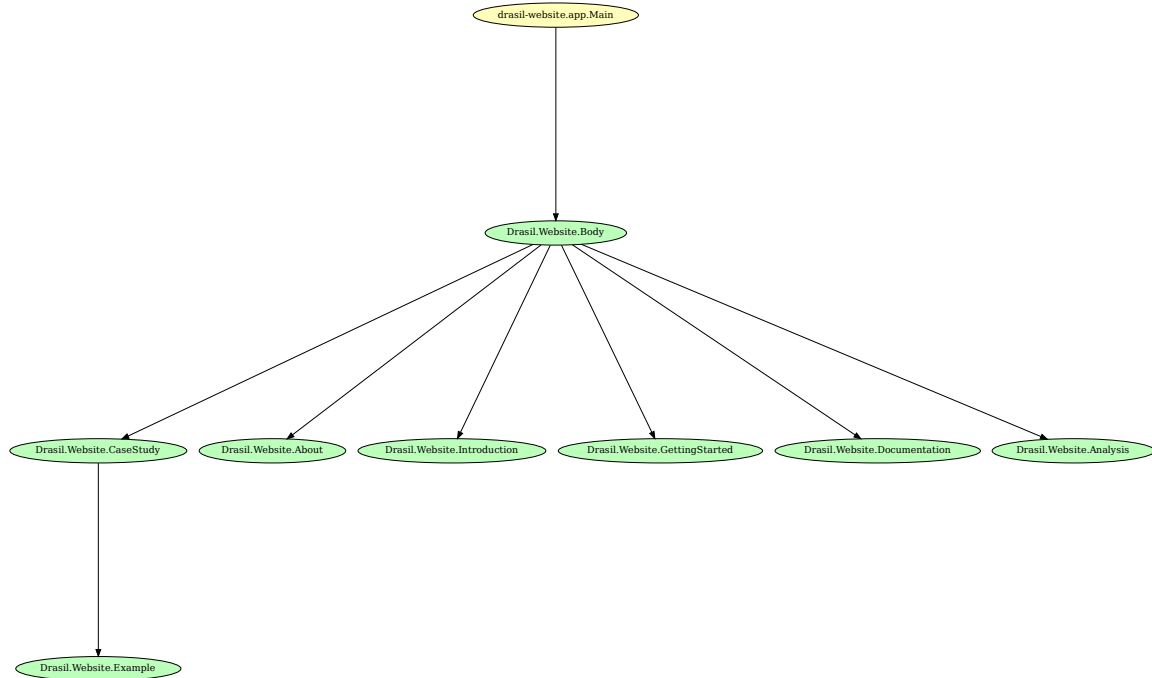 drasil-website.app.Main
Drasil.Website.Body
Drasil.Website.CaseStudy
Drasil.Website.About
Drasil.Website.Introduction
Drasil.Website.GettingStarted
Drasil.Website.Documentation
Drasil.Website.Analysis
Drasil.Website.Example